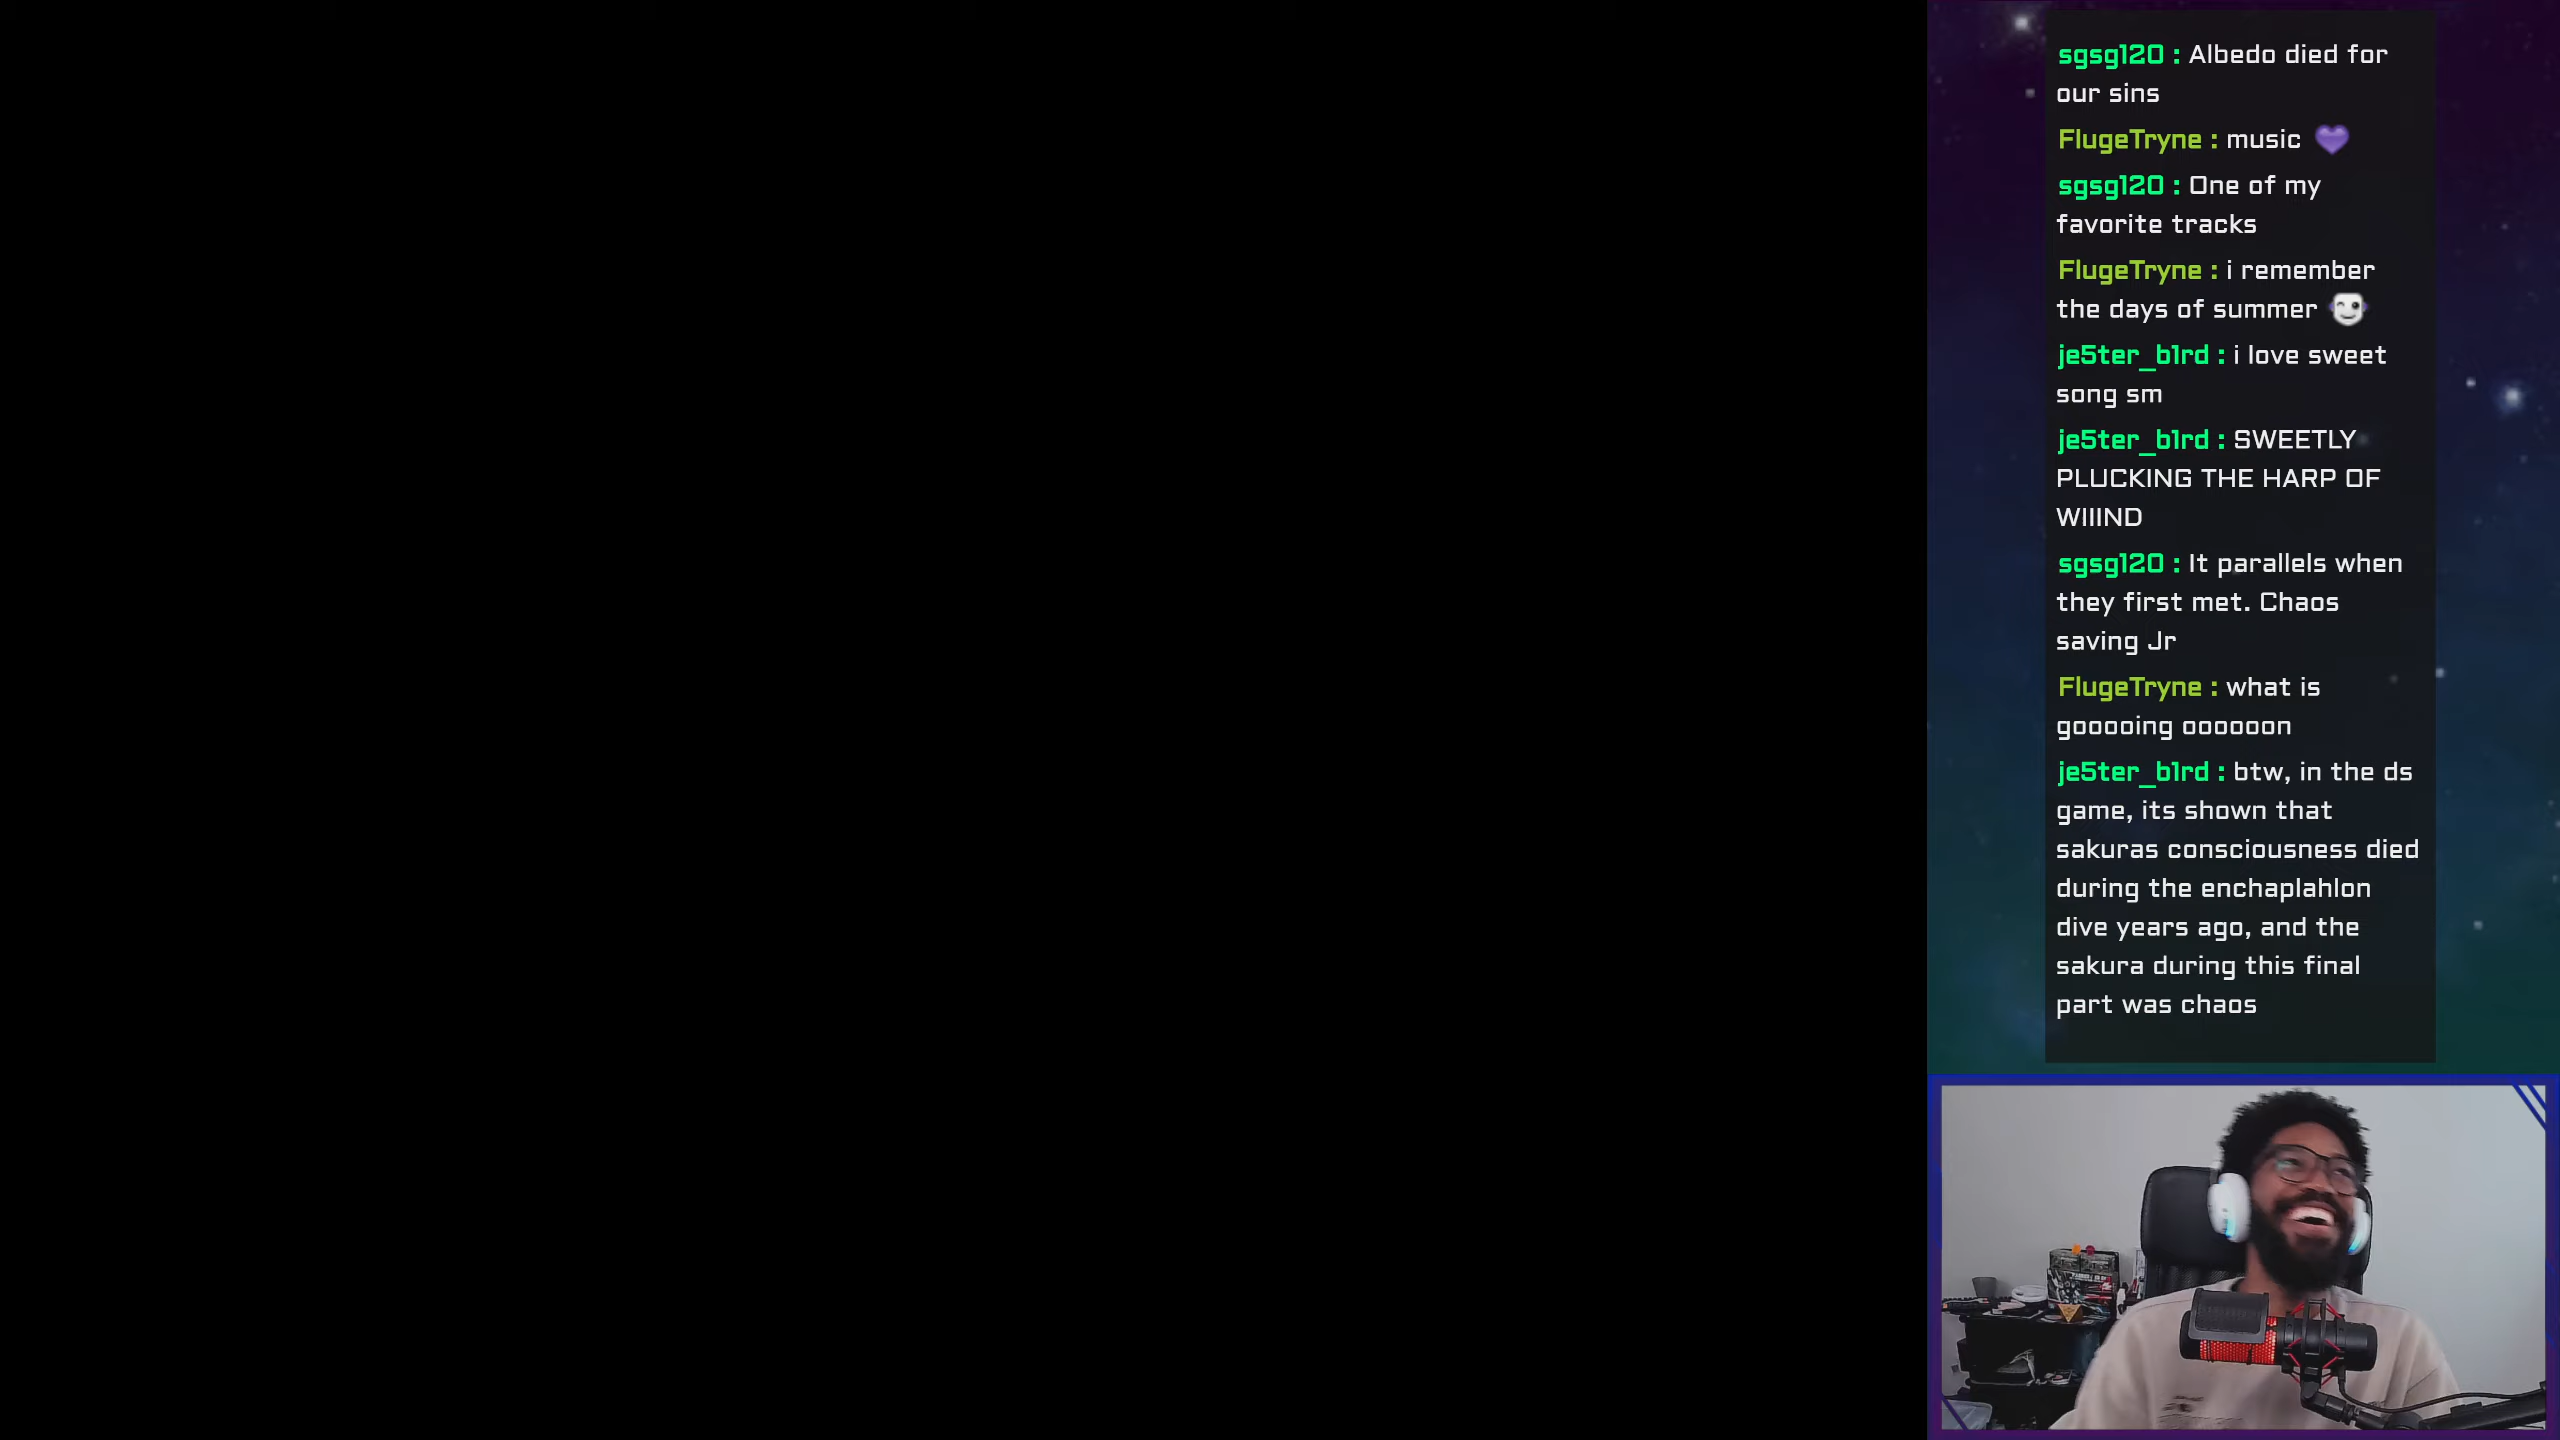 sgsg120 : Albedo died for
our sins
FlugeTryne : music
sgsg120 : One of my
favorite tracks
FlugeTryne : i remember
the days of summer
je5ter_b1rd : i love sweet
song sm
je5ter_b1rd : SWEETLY
PLUCKING THE HARP OF
WIIIND
sgsg120 : It parallels when
they first met. Chaos
saving Jr
FlugeTryne : what is
gooooing oooooon
je5ter_b1rd : btw, in the ds
game, its shown that
sakuras consciousness died
during the enchaplahlon
dive years ago, and the
sakura during this final
part was chaos